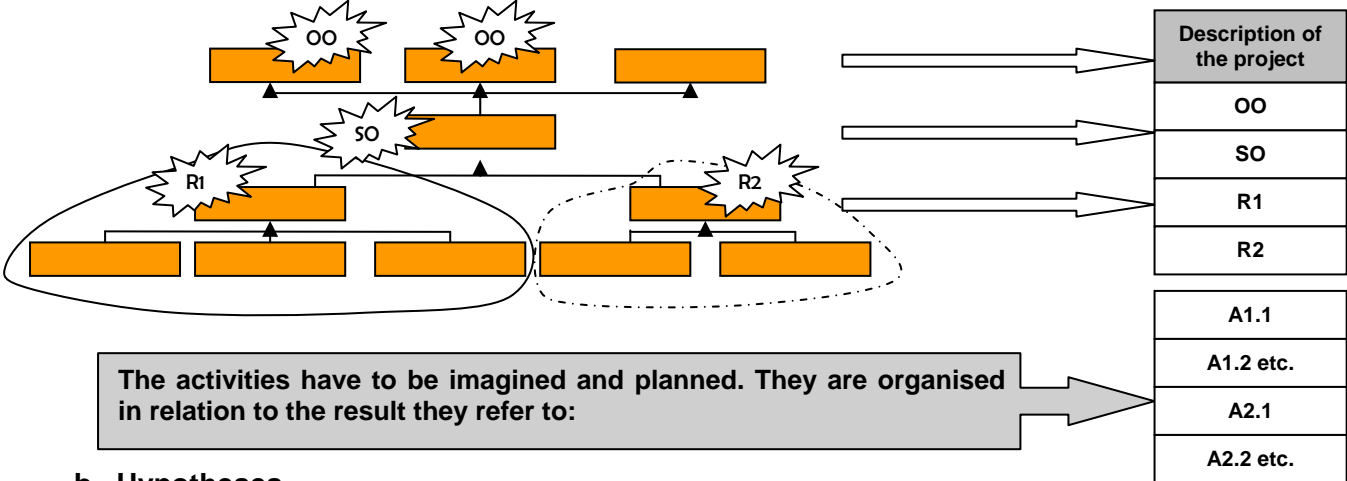 OO
OO
SO
R1
R2
Description of
the project
OO
SO
R1
R2
A1.1
A1.2 etc.
A2.1
A2.2 etc.
The activities have to be imagined and planned. They are organised
in relation to the result they refer to:
b. Hypotheses